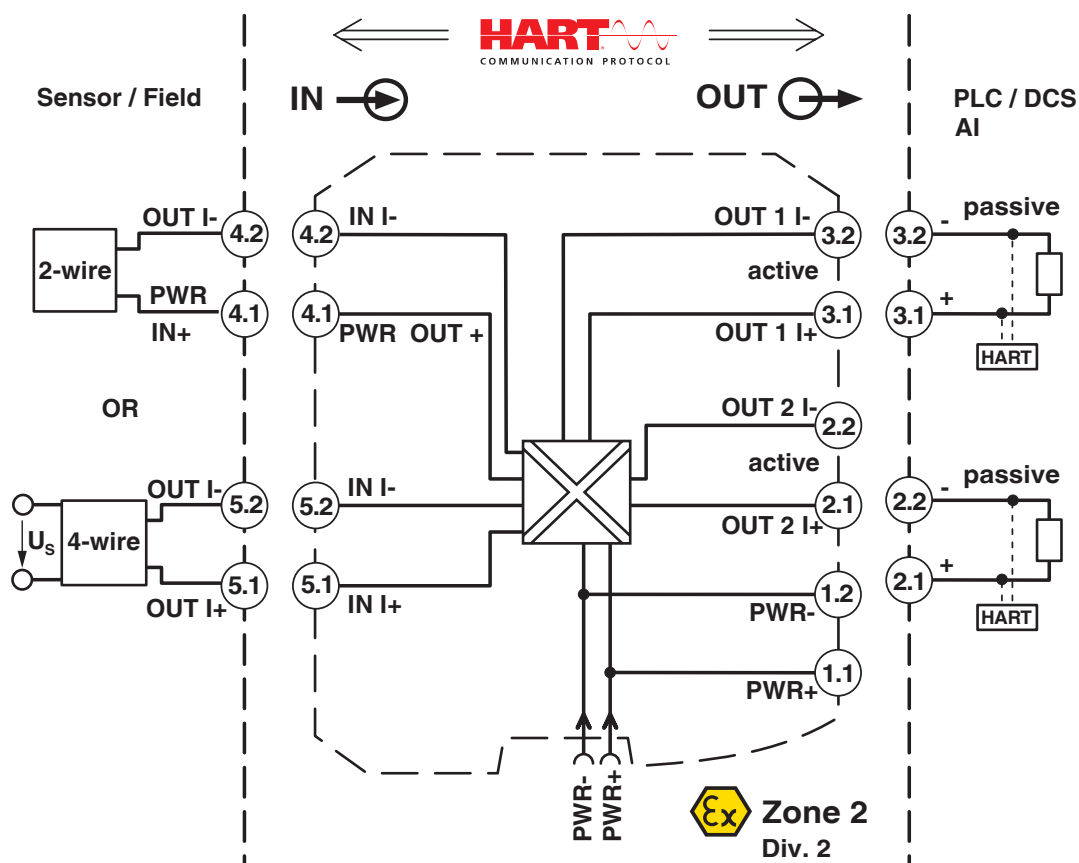 HART
COMMUNICATION PROTOCOL
Sensor / Field
IN
OUT
PLC / DCS
AI
OUT I-
4.2
4.2
IN I-
OUT 1 I-
3.2
3.2
-
passive
2-wire
active
PWR
IN+
4.1
4.1
PWR OUT +
OUT 1 I+
3.1
3.1
+
HART
OR
OUT 2 I-
2.2
active
OUT I-
5.2
5.2
IN I-
2.1
OUT 2 I+
2.2
-
passive
US
4-wire
OUT I+
5.1
5.1
IN I+
1.2
PWR-
2.1
+
HART
1.1
PWR+
PWR-
PWR+
Ex
Zone 2
Div. 2